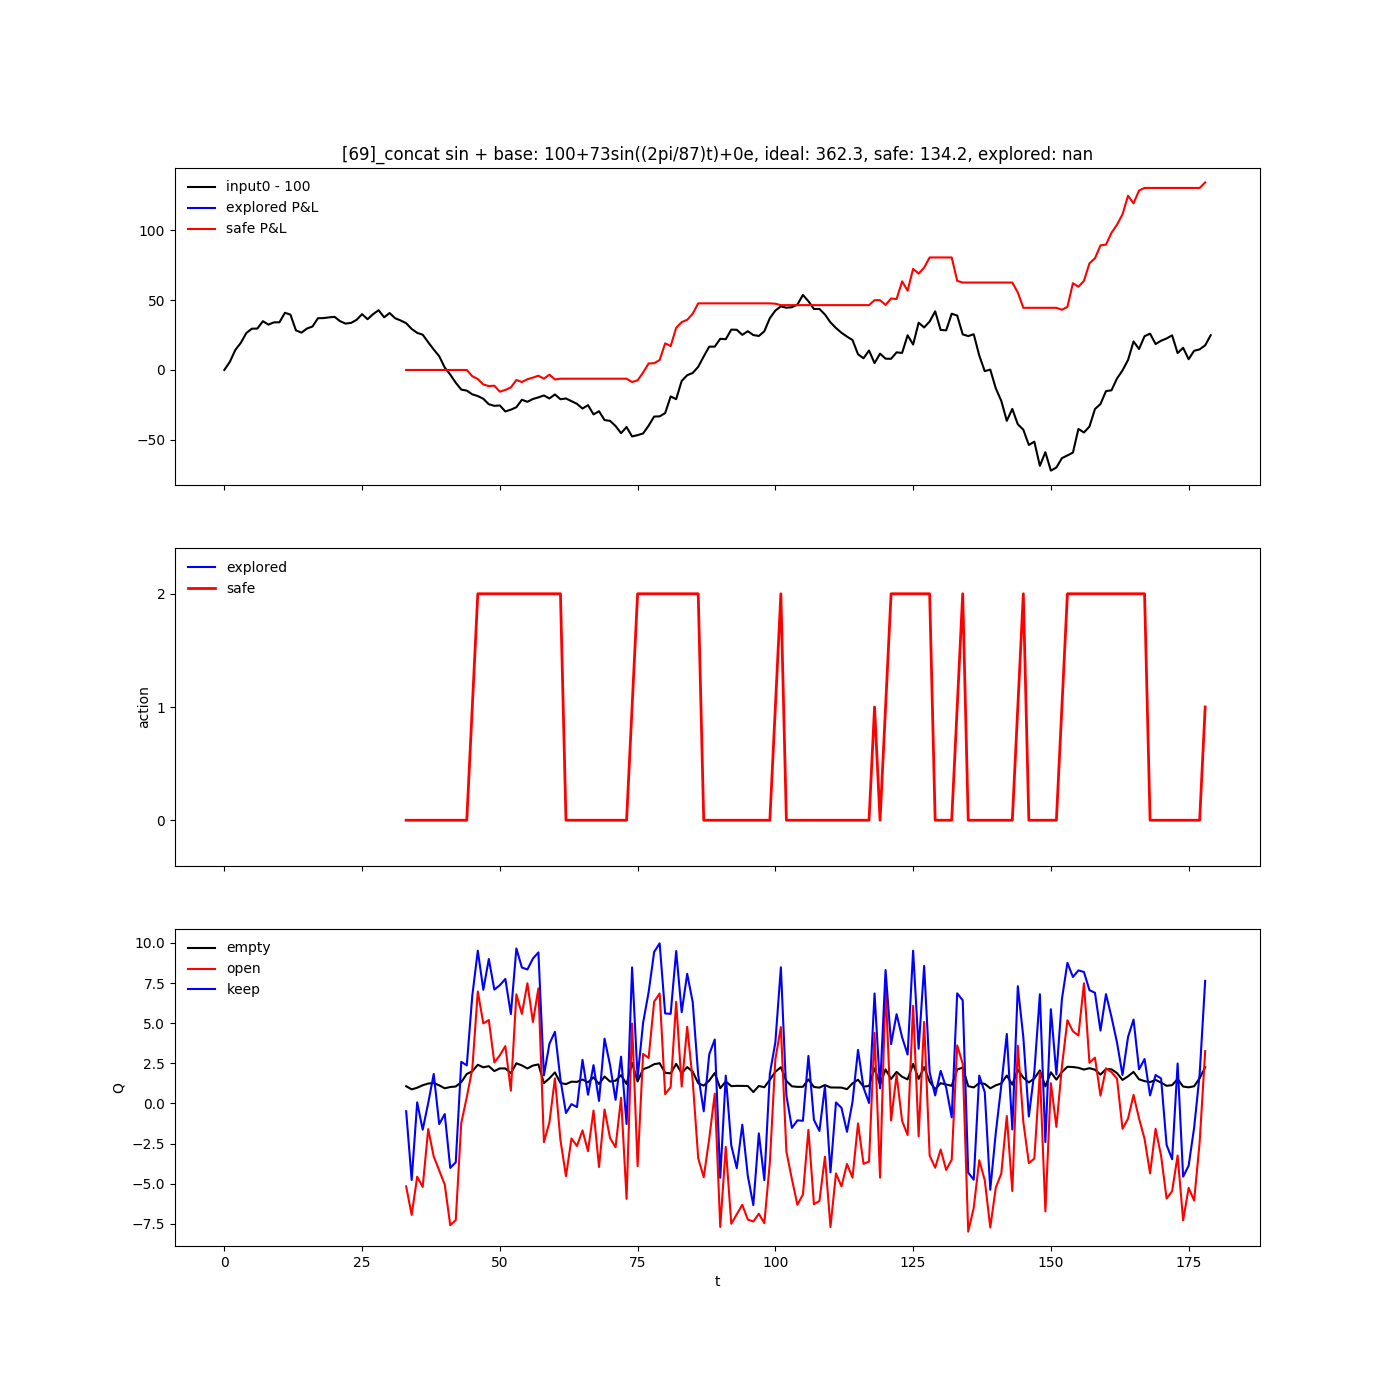 [69]_concat sin + base: 100+73sin((2pi/87)t)+0e, ideal: 362.3, safe: 134.2, explored: nan
input0 - 100
explored P&L
safe P&L
100
50
0
−50
explored
safe
2
1
0
action
empty
open
keep
10.0
7.5
5.0
2.5
0.0
−2.5
−5.0
−7.5
Q
0 25 50 75 100 125 150 175
t